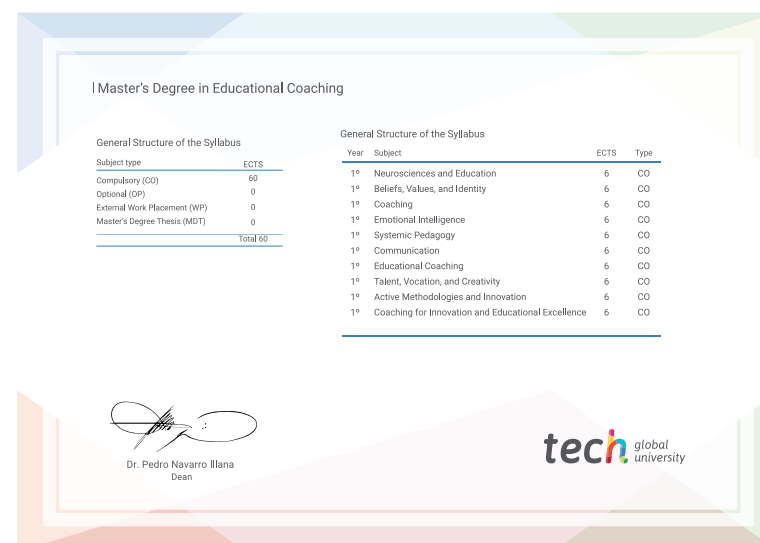 Master's Degree in Educational Coaching
General Structure of the Syllabus
Subject type ECTS
Compulsory (CO) 60
Optional (OP) 0
External Work Placement (WP) 0
Master's Degree Thesis (MDT) 0
Total 60
General Structure of the Syllabus
Year Subject ECTS Type
1º Neurosciences and Education 6 CO
1º Beliefs, Values, and Identity 6 CO
1º Coaching 6 CO
1º Emotional Intelligence 6 CO
1º Systemic Pedagogy 6 CO
1º Communication 6 CO
1º Educational Coaching 6 CO
1º Talent, Vocation, and Creativity 6 CO
1º Active Methodologies and Innovation 6 CO
1º Coaching for Innovation and Educational Excellence 6 CO
Dr. Pedro Navarro Illana
Dean
tech global
university